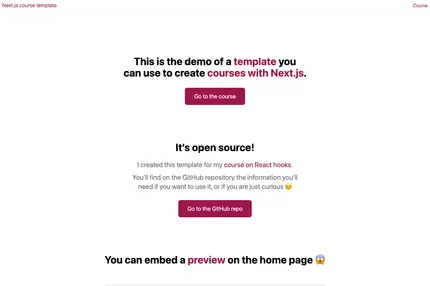 Next.js course template
Course
This is the demo of a template you
can use to create courses with Next.js.
Go to the course
It's open source!
I created this template for my course on React hooks.
You'll find on the GitHub repository the information you'll
need if you want to use it, or if you are just curious 😉
Go to the GitHub repo
You can embed a preview on the home page 😱